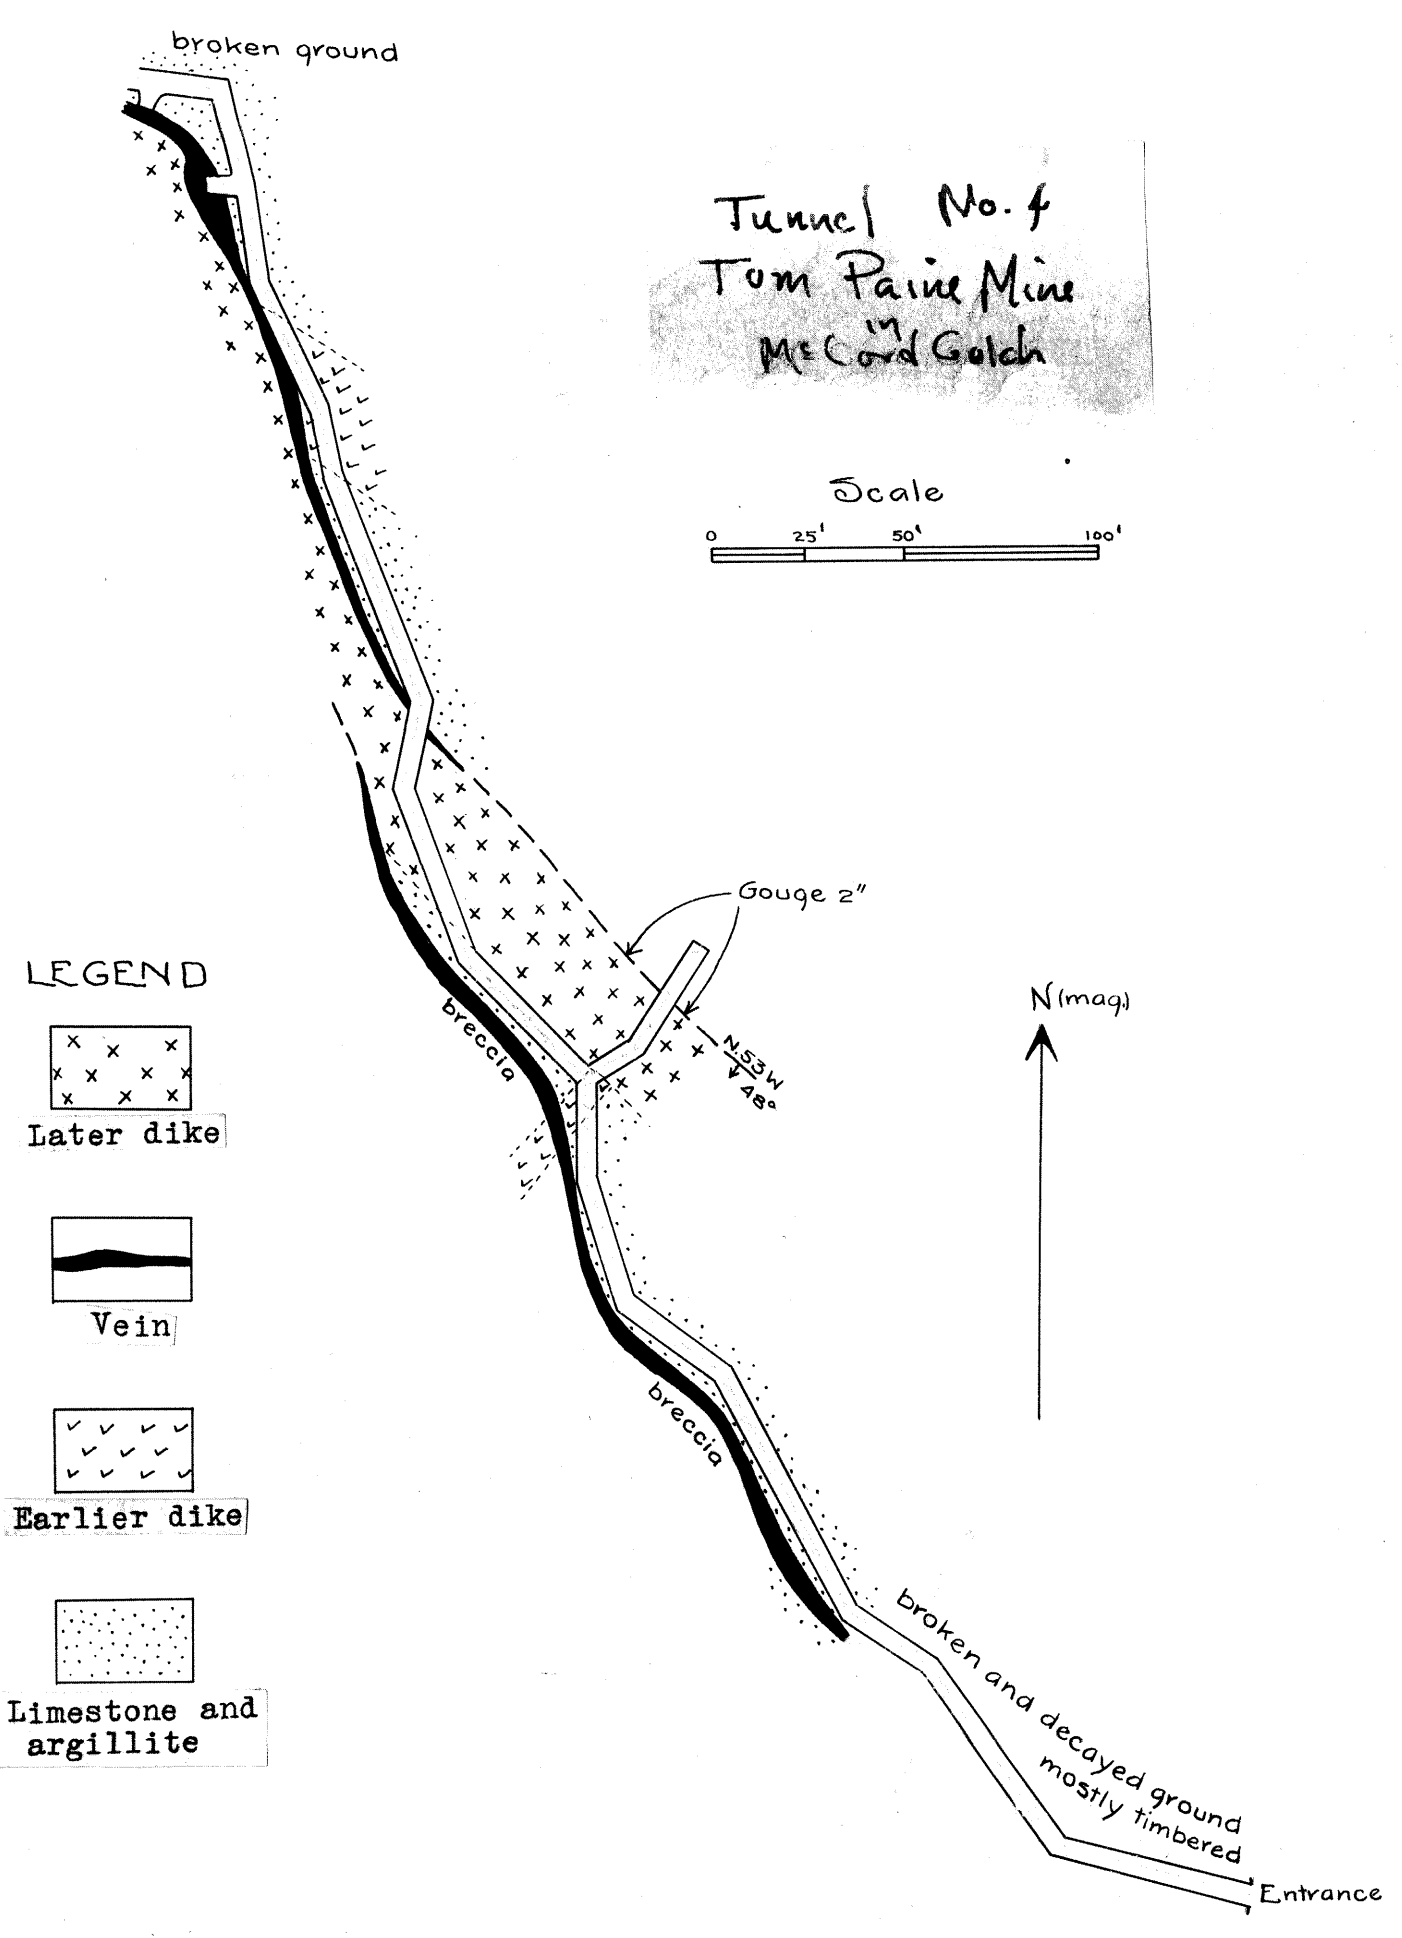 broken ground
Tunnel No. 4
Tom Paine Mine
in
McCord Gulch
Scale
0 25' 50' 100'
Gouge 2"
LEGEND
N (mag.)
breccia
N.53W
48°
Later dike
Vein
breccia
Earlier dike
broken and decayed ground
mostly timbered
Limestone and
argillite
Entrance